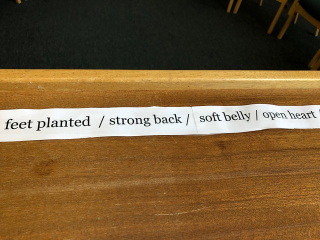 feet planted / strong back / soft belly / open heart